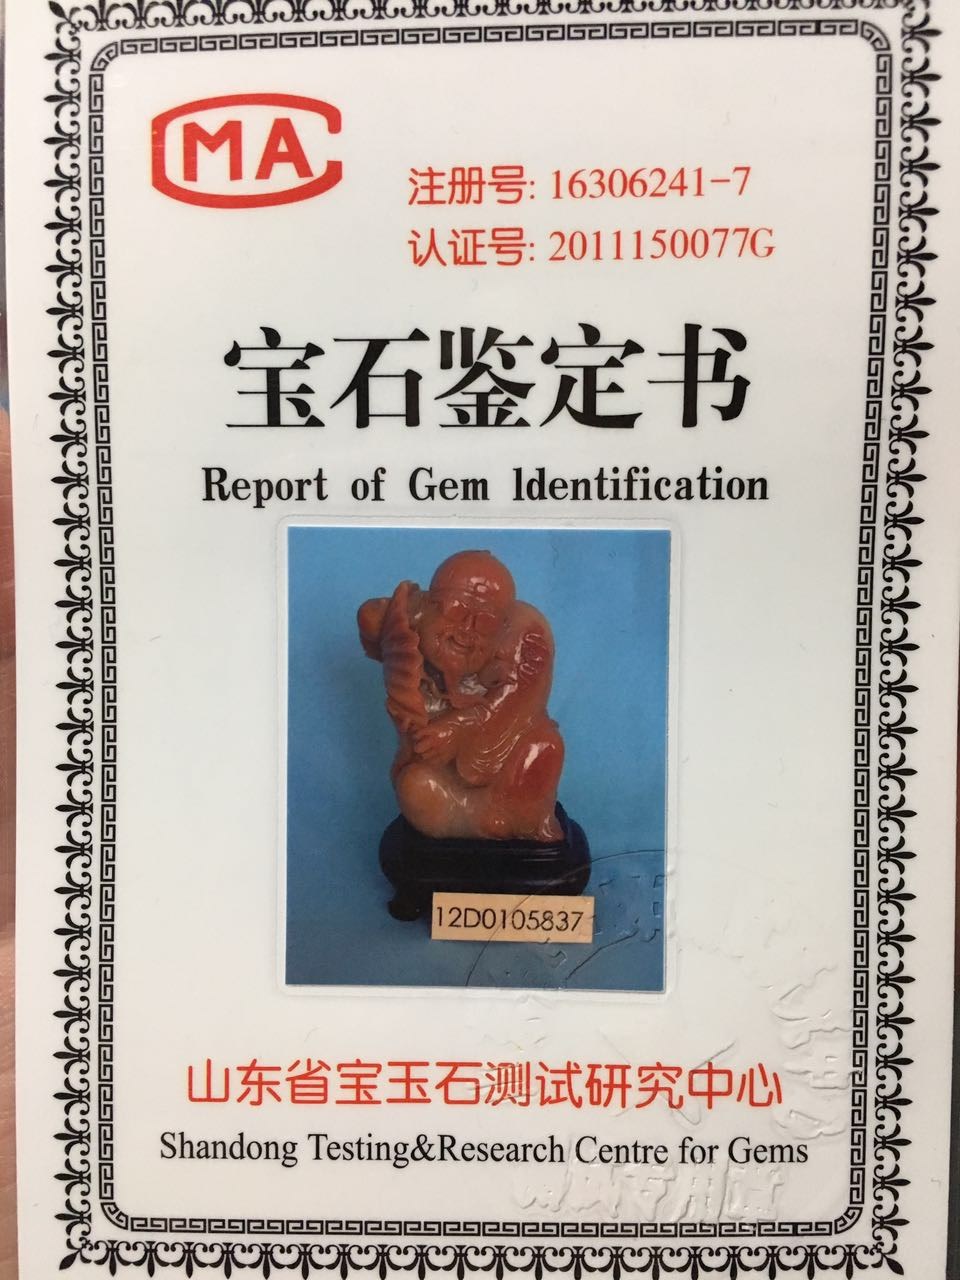 CMA
注册号: 16306241-7
认证号: 2011150077G
宝石鉴定书
Report of Gem ldentification
12D0105837
山东省宝玉石测试研究中心
Shandong Testing&Research Centre for Gems